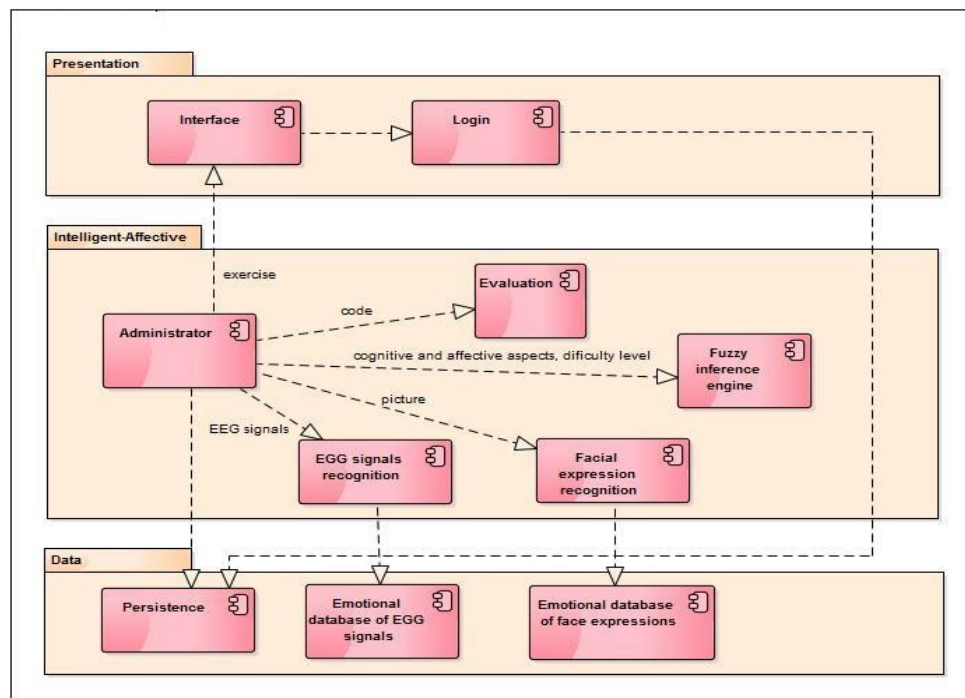 Presentation
Interface
Login
Intelligent-Affective
exercise
Evaluation
code
Administrator
cognitive and affective aspects, dificulty level
Fuzzy
inference
engine
picture
EEG signals
EGG signals
recognition
Facial
expression
recognition
Data
Persistence
Emotional
database of EGG
signals
Emotional database
of face expressions